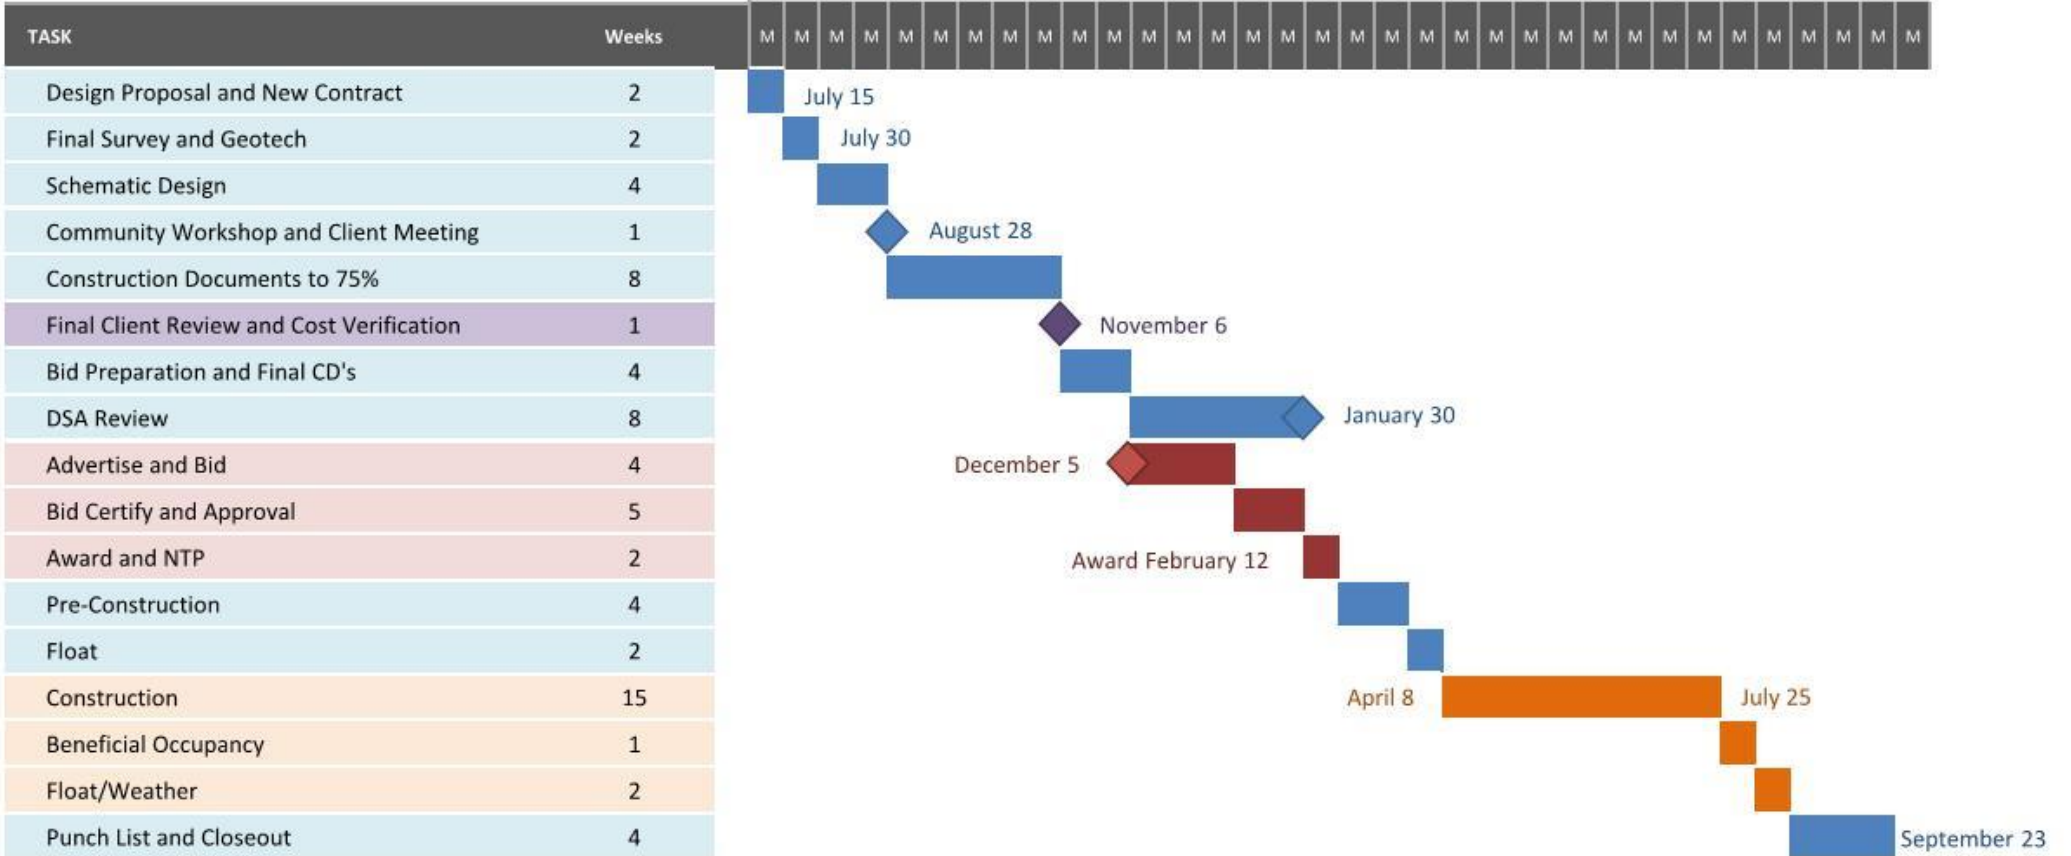 TASK Weeks M M M M M M M M M M M M M M M M M M M M M M M M M M M M M M M M M M
Design Proposal and New Contract 2 July 15
Final Survey and Geotech 2 July 30
Schematic Design 4
Community Workshop and Client Meeting 1 August 28
Construction Documents to 75% 8
Final Client Review and Cost Verification 1 November 6
Bid Preparation and Final CD's 4
DSA Review 8 January 30
Advertise and Bid 4 December 5
Bid Certify and Approval 5
Award and NTP 2 Award February 12
Pre-Construction 4
Float 2
Construction 15 April 8 July 25
Beneficial Occupancy 1
Float/Weather 2
Punch List and Closeout 4 September 23